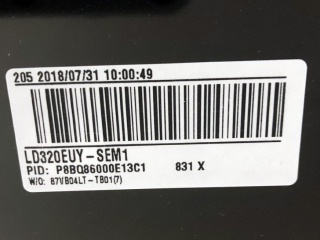 205 2018/07/31 10:00:49
LD320EUY-SEM1
PID: P8BQ86000E13C1 831 X
W/O: 87VB04LT-TB01(7)